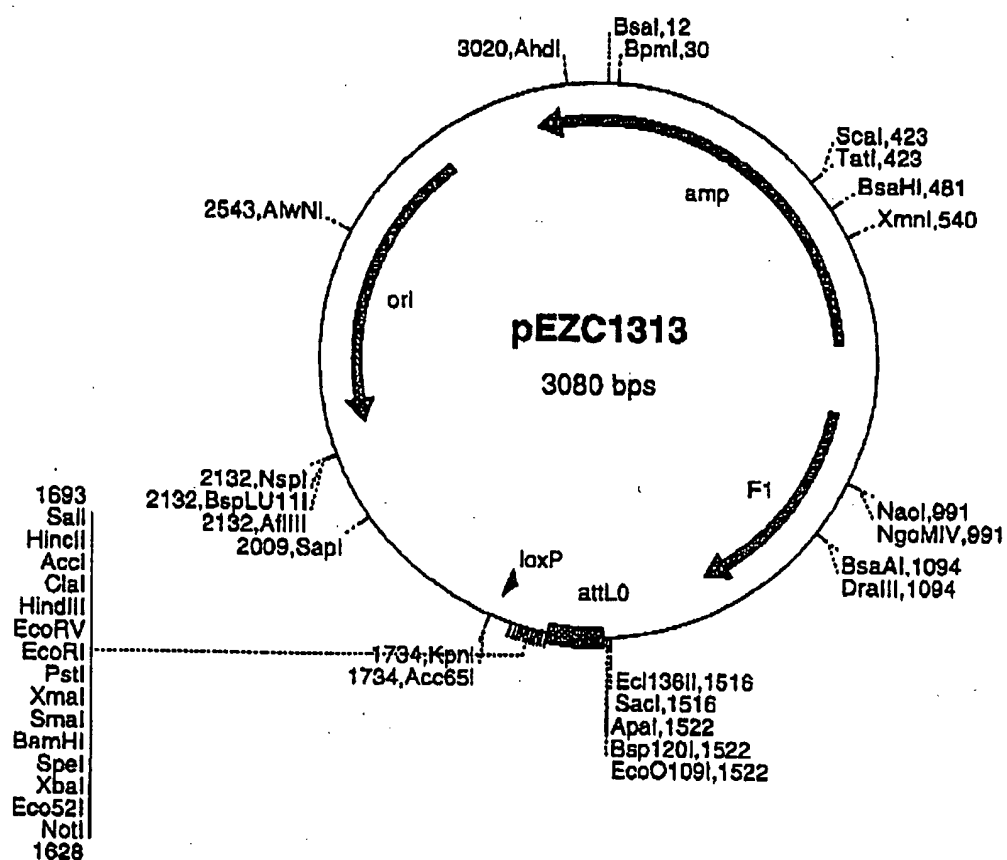 BsaI,12
3020,AhdI
BpmI,30
ScaI,423
TatI,423
BsaHI,481
XmnI,540
amp
2543,AlwNI
ori
pEZC1313
3080 bps
F1
2132,NspI
2132,BspLU11I
2132,AflIII
2009,SapI
NaoI,991
NgoMIV,991
BsaAI,1094
DraIII,1094
loxP
attL0
1734,KpnI
1734,Acc65I
Ecl136II,1516
SacI,1516
ApaI,1522
Bsp120I,1522
EcoO109I,1522
1693
SalI
HincII
AccI
ClaI
HindIII
EcoRV
EcoRI
PstI
XmaI
SmaI
BamHI
SpeI
XbaI
Eco52I
NotI
1628